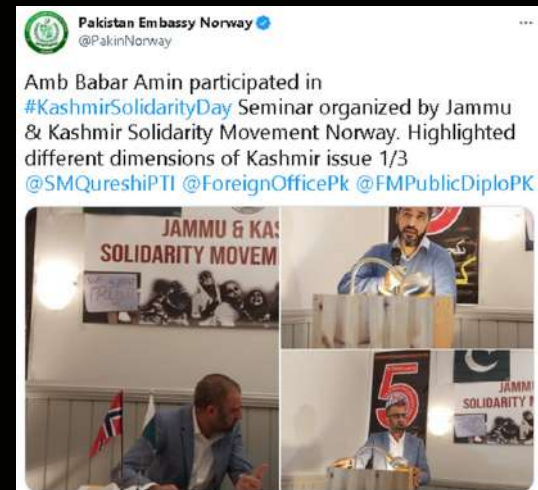 Pakistan Embassy Norway
@PakinNorway
Amb Babar Amin participated in
#KashmirSolidarityDay Seminar organized by Jammu
& Kashmir Solidarity Movement Norway. Highlighted
different dimensions of Kashmir issue 1/3
@SMQureshiPTI @ForeignOfficePk @FMPublicDiploPK
JAMMU & KAS
SOLIDARITY MOVEM
5
5
JAMM
SOLIDARITY M